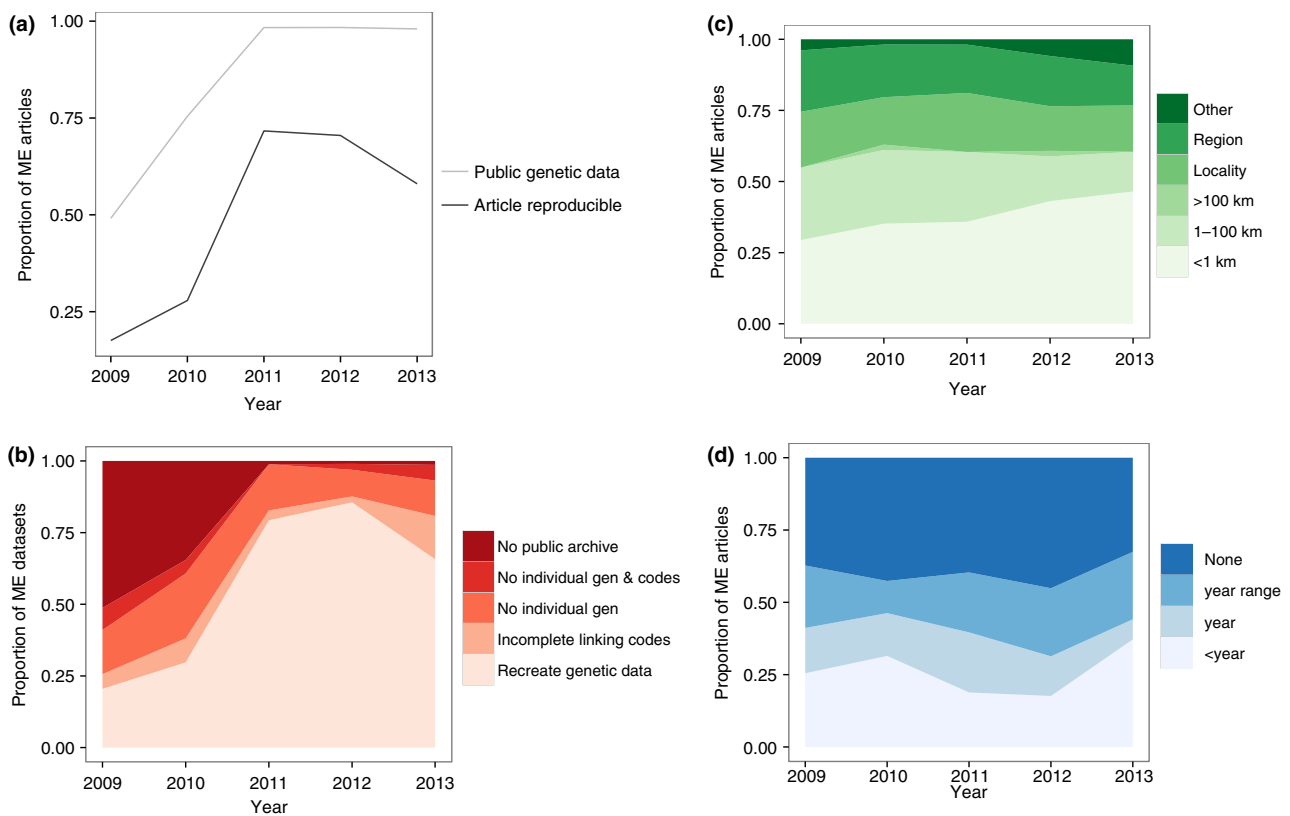 (a)
Proportion of ME articles
1.00
0.75
0.50
0.25
2009 2010 2011 2012 2013
Year
Public genetic data
Article reproducible
(c)
Proportion of ME articles
1.00
0.75
0.50
0.25
0.00
2009 2010 2011 2012 2013
Year
Other
Region
Locality
>100 km
1–100 km
<1 km
(b)
Proportion of ME datasets
1.00
0.75
0.50
0.25
0.00
2009 2010 2011 2012 2013
Year
No public archive
No individual gen & codes
No individual gen
Incomplete linking codes
Recreate genetic data
(d)
Proportion of ME articles
1.00
0.75
0.50
0.25
0.00
2009 2010 2011 2012 2013
Year
None
year range
year
<year